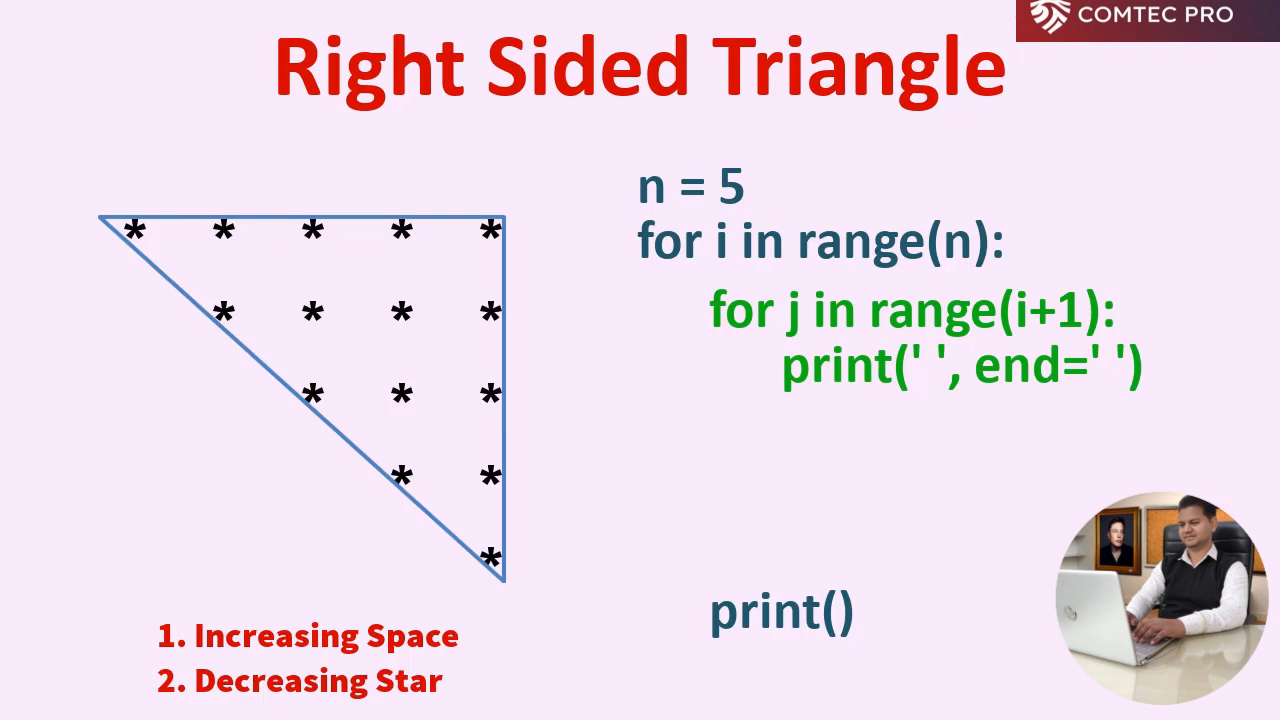 COMTEC PRO
Right Sided Triangle
n = 5
for i in range(n):
for j in range(i+1):
print(' ', end=' ')
print()
* * * * *
* * * *
* * *
* *
*
1. Increasing Space
2. Decreasing Star